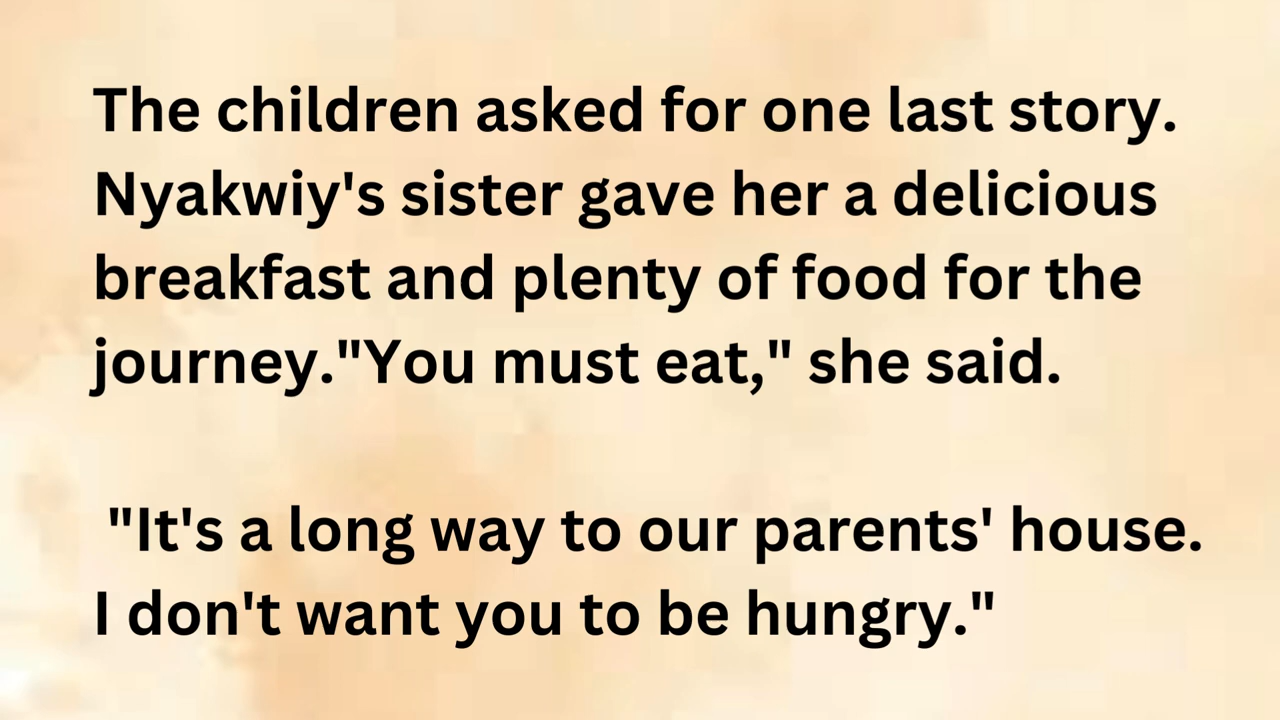 The children asked for one last story.
Nyakwiy's sister gave her a delicious
breakfast and plenty of food for the
journey."You must eat," she said.
"It's a long way to our parents' house.
I don't want you to be hungry."